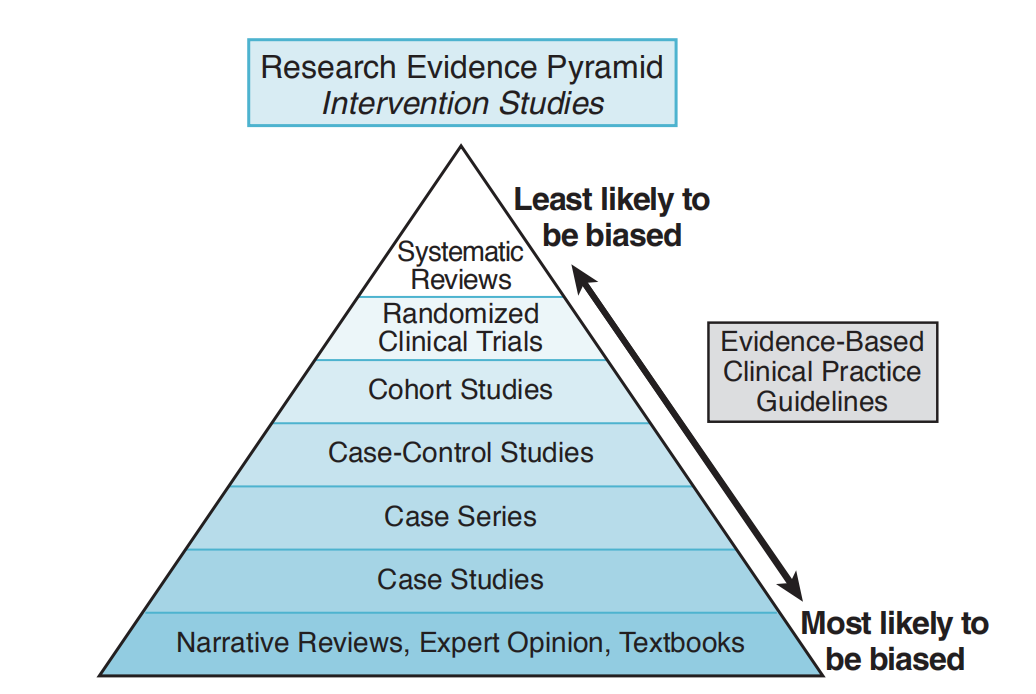 Research Evidence Pyramid
Intervention Studies
Least likely to
be biased
Systematic
Reviews
Randomized
Clinical Trials
Evidence-Based
Clinical Practice
Guidelines
Cohort Studies
Case-Control Studies
Case Series
Case Studies
Narrative Reviews, Expert Opinion, Textbooks
Most likely to
be biased